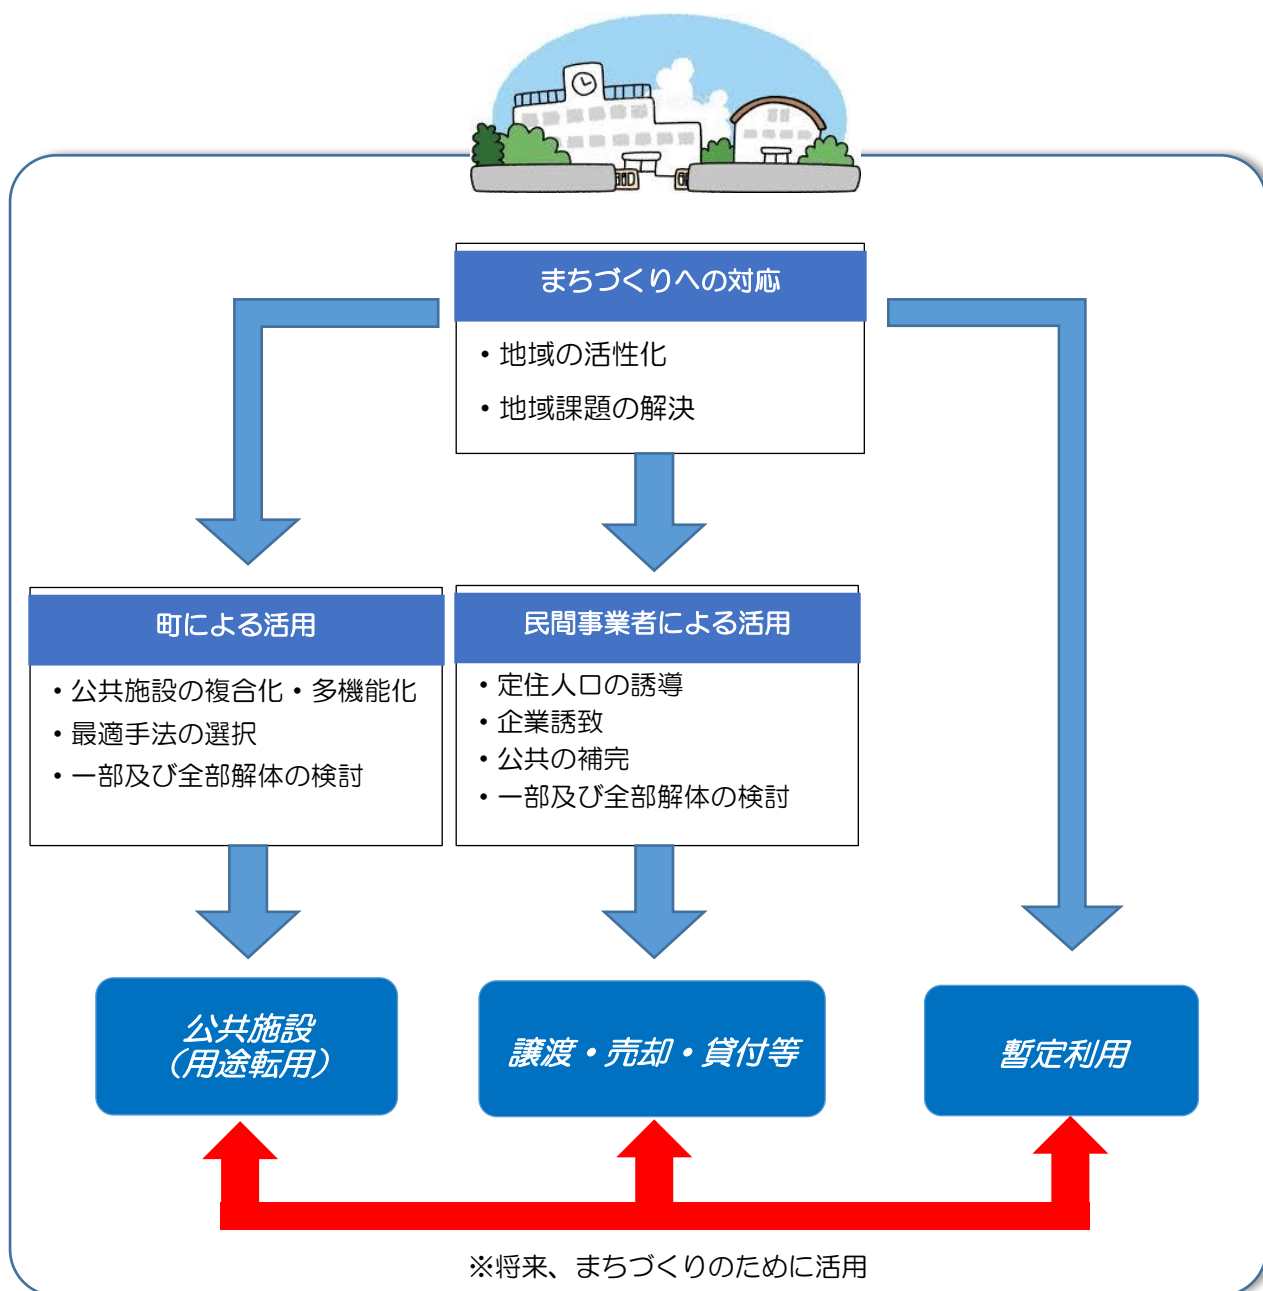 まちづくりへの対応
・地域の活性化
・地域課題の解決
町による活用
・公共施設の複合化・多機能化
・最適手法の選択
・一部及び全部解体の検討
民間事業者による活用
・定住人口の誘導
・企業誘致
・公共の補完
・一部及び全部解体の検討
公共施設
（用途転用）
譲渡・売却・貸付等
暫定利用
※将来、まちづくりのために活用